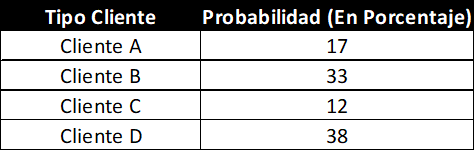 Tipo Cliente Probabilidad (En Porcentaje)
Cliente A 17
Cliente B 33
Cliente C 12
Cliente D 38